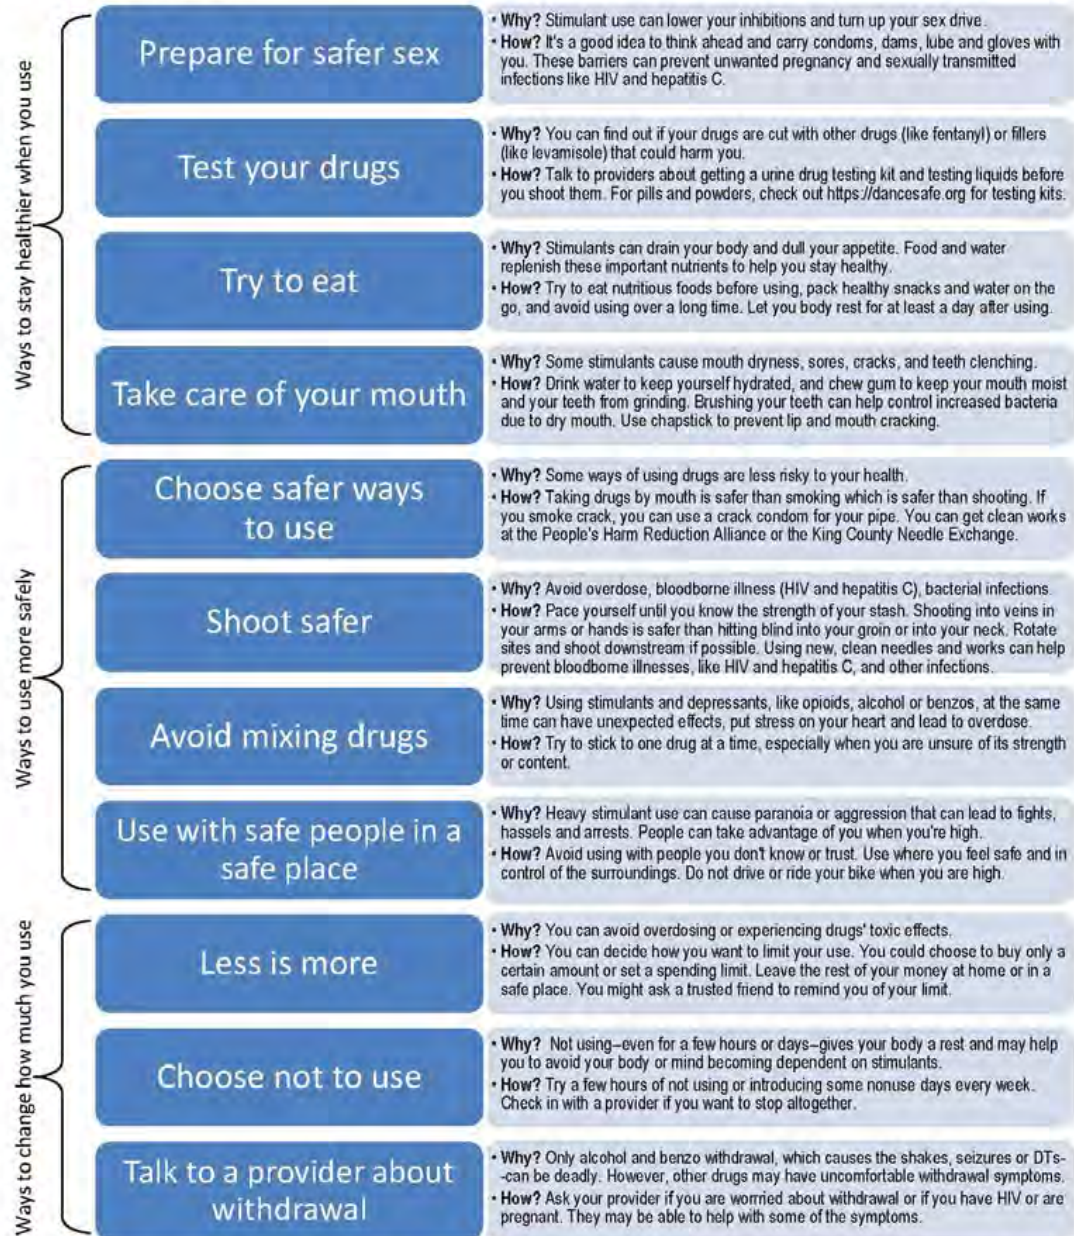 Ways to stay healthier when you use
Prepare for safer sex
• Why? Stimulant use can lower your inhibitions and turn up your sex drive.
• How? It's a good idea to think ahead and carry condoms, dams, lube and gloves with
you. These barriers can prevent unwanted pregnancy and sexually transmitted
infections like HIV and hepatitis C.
Test your drugs
• Why? You can find out if your drugs are cut with other drugs (like fentanyl) or fillers
(like levamisole) that could harm you.
• How? Talk to providers about getting a urine drug testing kit and testing liquids before
you shoot them. For pills and powders, check out https://dancesafe.org for testing kits.
Try to eat
• Why? Stimulants can drain your body and dull your appetite. Food and water
replenish these important nutrients to help you stay healthy.
• How? Try to eat nutritious foods before using, pack healthy snacks and water on the
go, and avoid using over a long time. Let you body rest for at least a day after using.
Take care of your mouth
• Why? Some stimulants cause mouth dryness, sores, cracks, and teeth clenching.
• How? Drink water to keep yourself hydrated, and chew gum to keep your mouth moist
and your teeth from grinding. Brushing your teeth can help control increased bacteria
due to dry mouth. Use chapstick to prevent lip and mouth cracking.
Ways to use more safely
Choose safer ways
to use
• Why? Some ways of using drugs are less risky to your health.
• How? Taking drugs by mouth is safer than smoking which is safer than shooting. If
you smoke crack, you can use a crack condom for your pipe. You can get clean works
at the People's Harm Reduction Alliance or the King County Needle Exchange.
Shoot safer
• Why? Avoid overdose, bloodborne illness (HIV and hepatitis C), bacterial infections.
• How? Pace yourself until you know the strength of your stash. Shooting into veins in
your arms or hands is safer than hitting blind into your groin or into your neck. Rotate
sites and shoot downstream if possible. Using new, clean needles and works can help
prevent bloodborne illnesses, like HIV and hepatitis C, and other infections.
Avoid mixing drugs
• Why? Using stimulants and depressants, like opioids, alcohol or benzos, at the same
time can have unexpected effects, put stress on your heart and lead to overdose.
• How? Try to stick to one drug at a time, especially when you are unsure of its strength
or content.
Use with safe people in a
safe place
• Why? Heavy stimulant use can cause paranoia or aggression that can lead to fights,
hassels and arrests. People can take advantage of you when you're high.
• How? Avoid using with people you don't know or trust. Use where you feel safe and in
control of the surroundings. Do not drive or ride your bike when you are high.
Ways to change how much you use
Less is more
• Why? You can avoid overdosing or experiencing drugs' toxic effects.
• How? You can decide how you want to limit your use. You could choose to buy only a
certain amount or set a spending limit. Leave the rest of your money at home or in a
safe place. You might ask a trusted friend to remind you of your limit.
Choose not to use
• Why? Not using--even for a few hours or days--gives your body a rest and may help
you to avoid your body or mind becoming dependent on stimulants.
• How? Try a few hours of not using or introducing some nonuse days every week.
Check in with a provider if you want to stop altogether.
Talk to a provider about
withdrawal
• Why? Only alcohol and benzo withdrawal, which causes the shakes, seizures or DTs-
-can be deadly. However, other drugs may have uncomfortable withdrawal symptoms.
• How? Ask your provider if you are worried about withdrawal or if you have HIV or are
pregnant. They may be able to help with some of the symptoms.